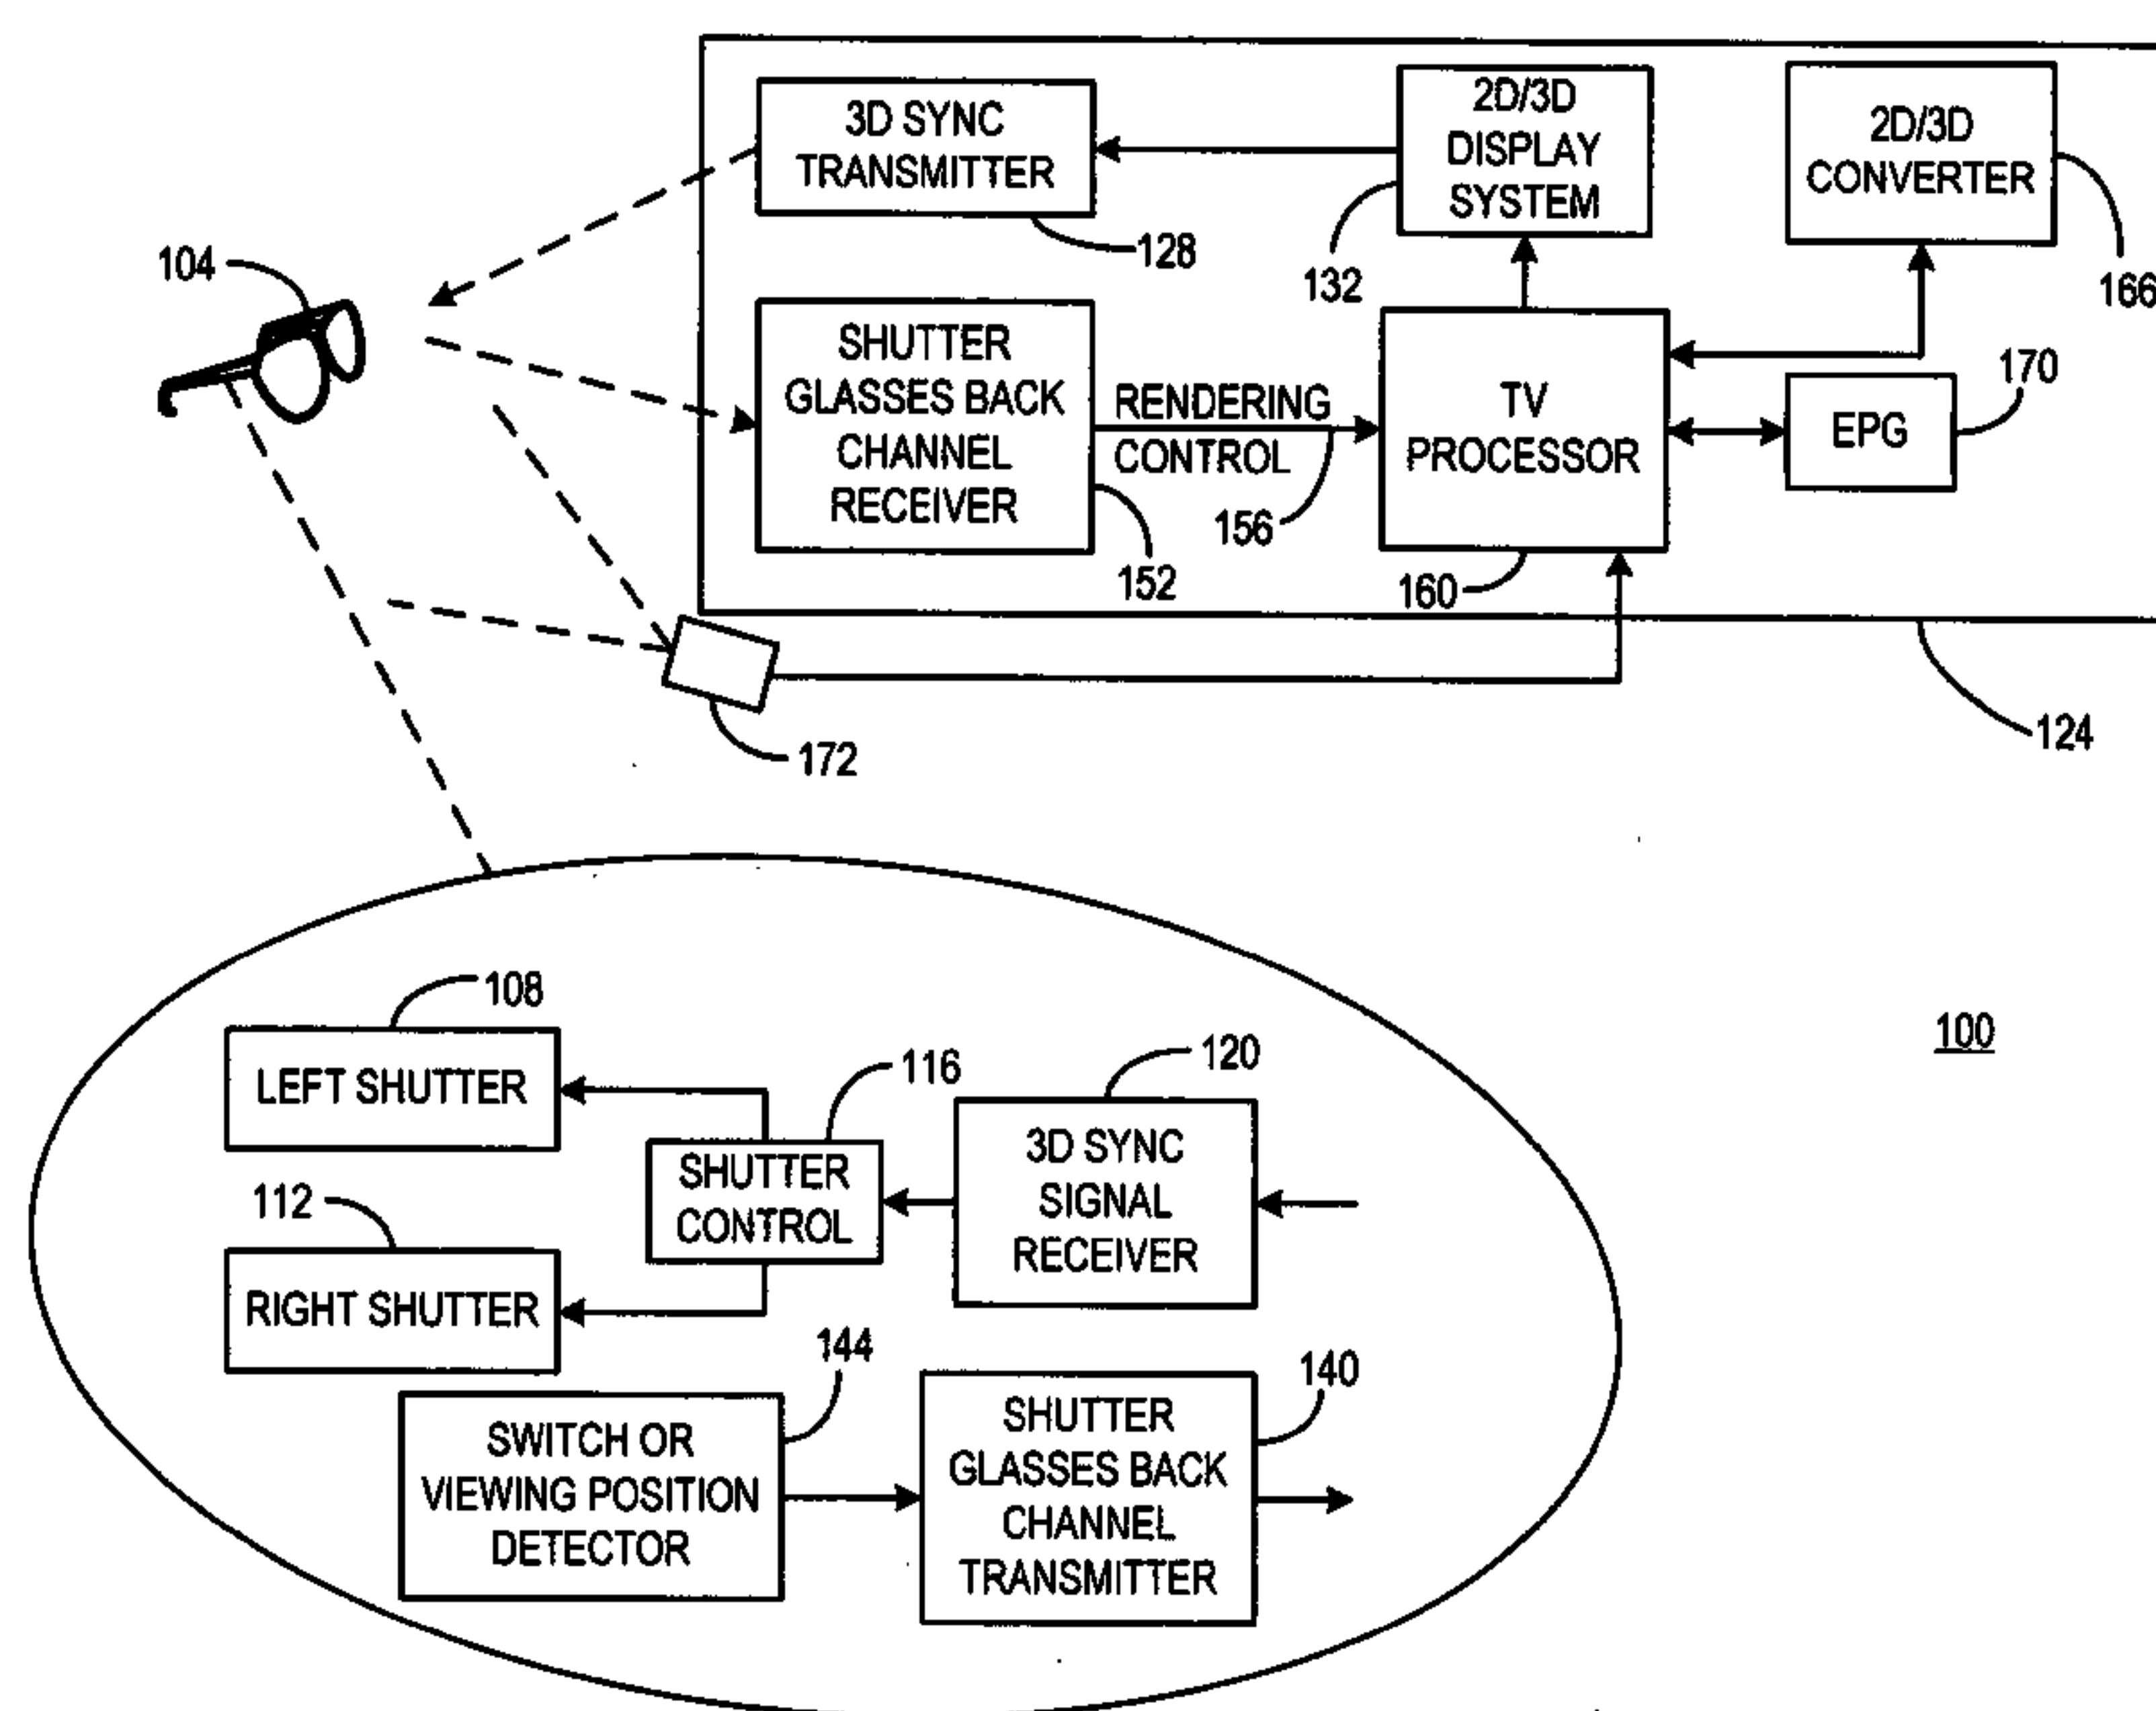 3D SYNC
TRANSMITTER
128
2D/3D
DISPLAY
SYSTEM
132
2D/3D
CONVERTER
166
104
SHUTTER
GLASSES BACK
CHANNEL
RECEIVER
152
RENDERING
CONTROL
156
TV
PROCESSOR
160
EPG
170
172
124
100
108
LEFT SHUTTER
112
RIGHT SHUTTER
116
SHUTTER
CONTROL
120
3D SYNC
SIGNAL
RECEIVER
144
SWITCH OR
VIEWING POSITION
DETECTOR
140
SHUTTER
GLASSES BACK
CHANNEL
TRANSMITTER